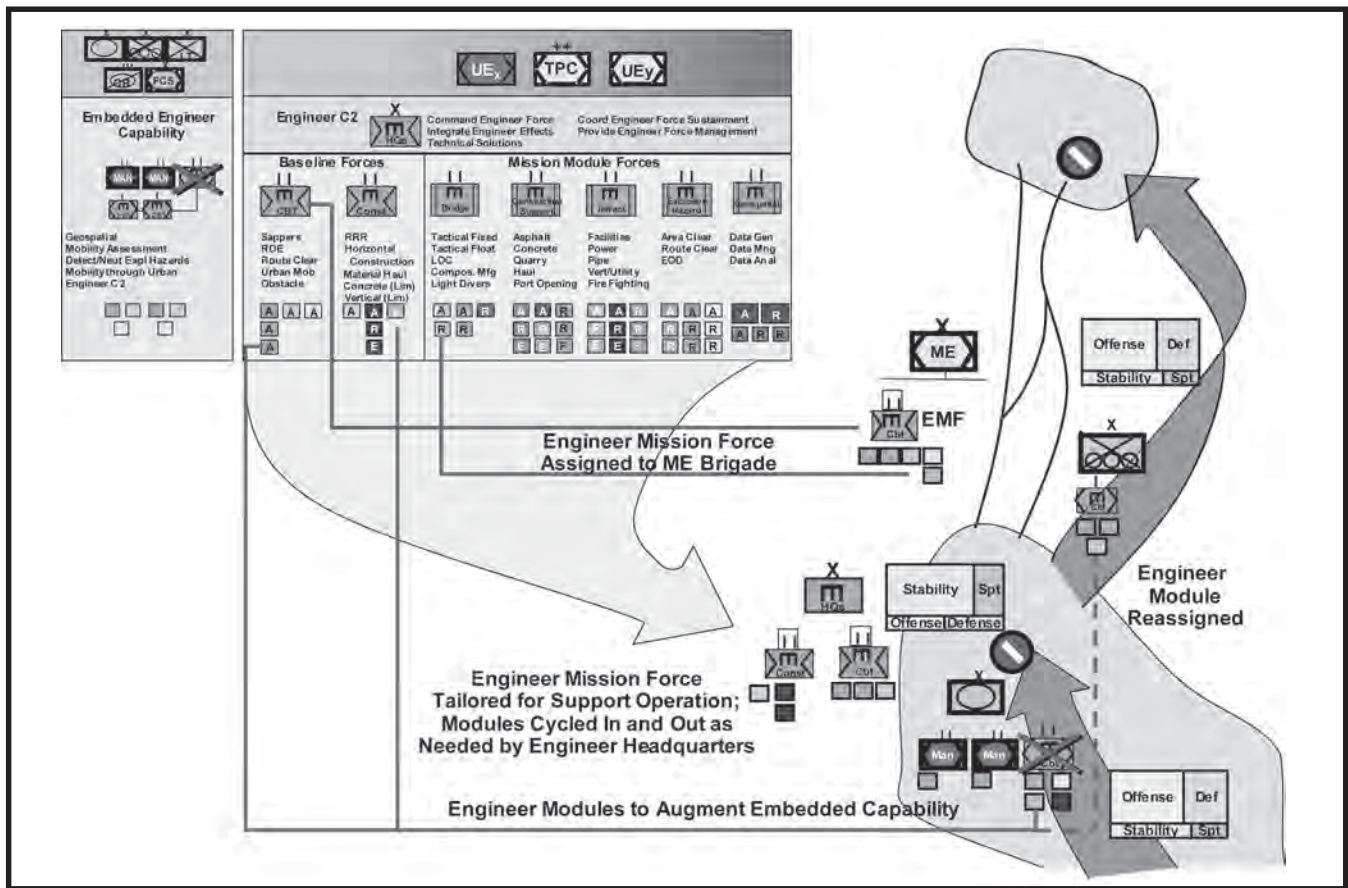 UEx
TPC
UEy
FCS
Embedded Engineer
Capability
MAN
MAN
Geospatial
Mobility Assessment
Detect/Neut Expl Hazards
Mobility through Urban
Engineer C2
Engineer C2
X
HQs
Command Engineer Force
Integrate Engineer Effects
Technical Solutions
Coord Engineer Force Sustainment
Provide Engineer Force Management
Baseline Forces
Mission Module Forces
CBT
Const
Bridge
Construction
Support
Infrast
Explosive
Hazard
Geospatial
Sappers
RDE
Route Clear
Urban Mob
Obstacle
RRR
Horizontal
Construction
Material Haul
Concrete (Lim)
Vertical (Lim)
Tactical Fixed
Tactical Float
LOC
Compos. Mfg
Light Divers
Asphalt
Concrete
Quarry
Haul
Port Opening
Facilities
Power
Pipe
Vert/Utility
Fire Fighting
Area Clear
Route Clear
EOD
Data Gen
Data Mng
Data Anal
A A A
A
A
A A
R
E
A A R
R R
A A R
R R R
E E F
A A R
F R R
E E E
A A A
R R R
R R R
A R
A R R
X
ME
EMF
Cbt
Engineer Mission Force
Assigned to ME Brigade
Offense
Def
Stability
Spt
X
Engineer
Module
Reassigned
X
HQs
Const
Cbt
Stability
Spt
Offense
Defense
Engineer Mission Force
Tailored for Support Operation;
Modules Cycled In and Out as
Needed by Engineer Headquarters
X
Man
Man
Engineer Modules to Augment Embedded Capability
Offense
Def
Stability
Spt